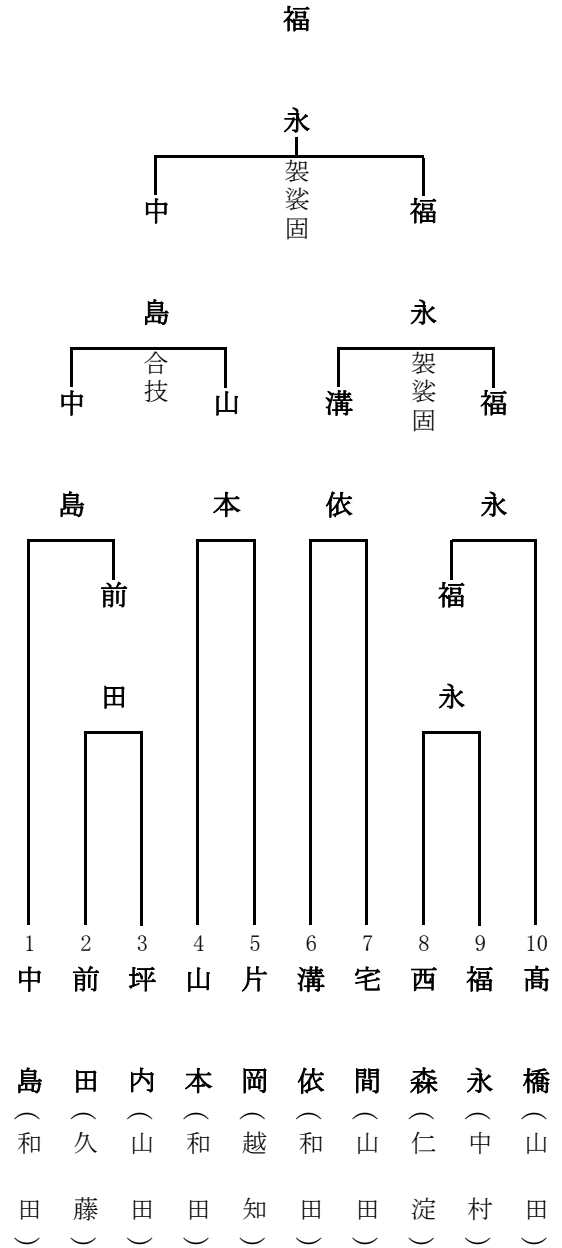 福永
袈裟固
中島
福永
合技
袈裟固
中島
山本
溝依
福永
前田
福永
1 2 3 4 5 6 7 8 9 10
中島（和田）
前田（久藤）
坪内（山田）
山本（和田）
片岡（越知）
溝依（和田）
宅間（山田）
西森（仁淀）
福永（中村）
髙橋（山田）